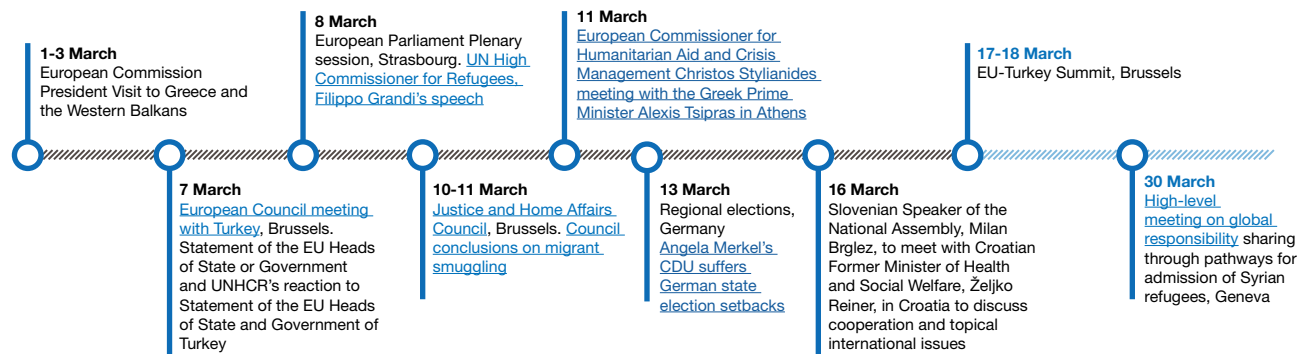 1-3 March
European Commission
President Visit to Greece and
the Western Balkans
7 March
European Council meeting
with Turkey, Brussels.
Statement of the EU Heads
of State or Government
and UNHCR's reaction to
Statement of the EU Heads
of State and Government of
Turkey
8 March
European Parliament Plenary
session, Strasbourg. UN High
Commissioner for Refugees,
Filippo Grandi's speech
10-11 March
Justice and Home Affairs
Council, Brussels. Council
conclusions on migrant
smuggling
11 March
European Commissioner for
Humanitarian Aid and Crisis
Management Christos Stylianides
meeting with the Greek Prime
Minister Alexis Tsipras in Athens
13 March
Regional elections,
Germany
Angela Merkel's
CDU suffers
German state
election setbacks
16 March
Slovenian Speaker of the
National Assembly, Milan
Brglez, to meet with Croatian
Former Minister of Health
and Social Welfare, Željko
Reiner, in Croatia to discuss
cooperation and topical
international issues
17-18 March
EU-Turkey Summit, Brussels
30 March
High-level
meeting on global
responsibility sharing
through pathways for
admission of Syrian
refugees, Geneva